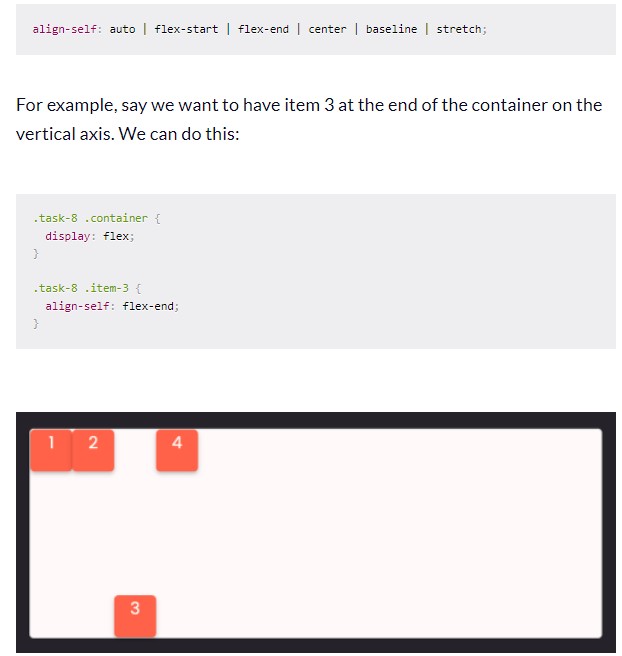 align-self: auto | flex-start | flex-end | center | baseline | stretch;
For example, say we want to have item 3 at the end of the container on the
vertical axis. We can do this:
.task-8 .container {
  display: flex;
}
.task-8 .item-3 {
  align-self: flex-end;
}
1 2 4
3